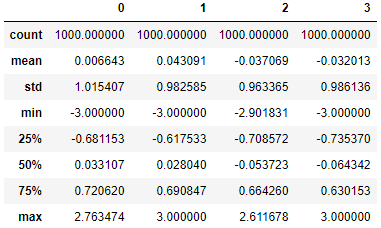 0 1 2 3
count 1000.000000 1000.000000 1000.000000 1000.000000
mean 0.006643 0.043091 -0.037069 -0.032013
std 1.015407 0.982585 0.963365 0.986136
min -3.000000 -3.000000 -2.901831 -3.000000
25% -0.681153 -0.617533 -0.708572 -0.735370
50% 0.033107 0.028040 -0.053723 -0.064342
75% 0.720620 0.690847 0.664260 0.630153
max 2.763474 3.000000 2.611678 3.000000